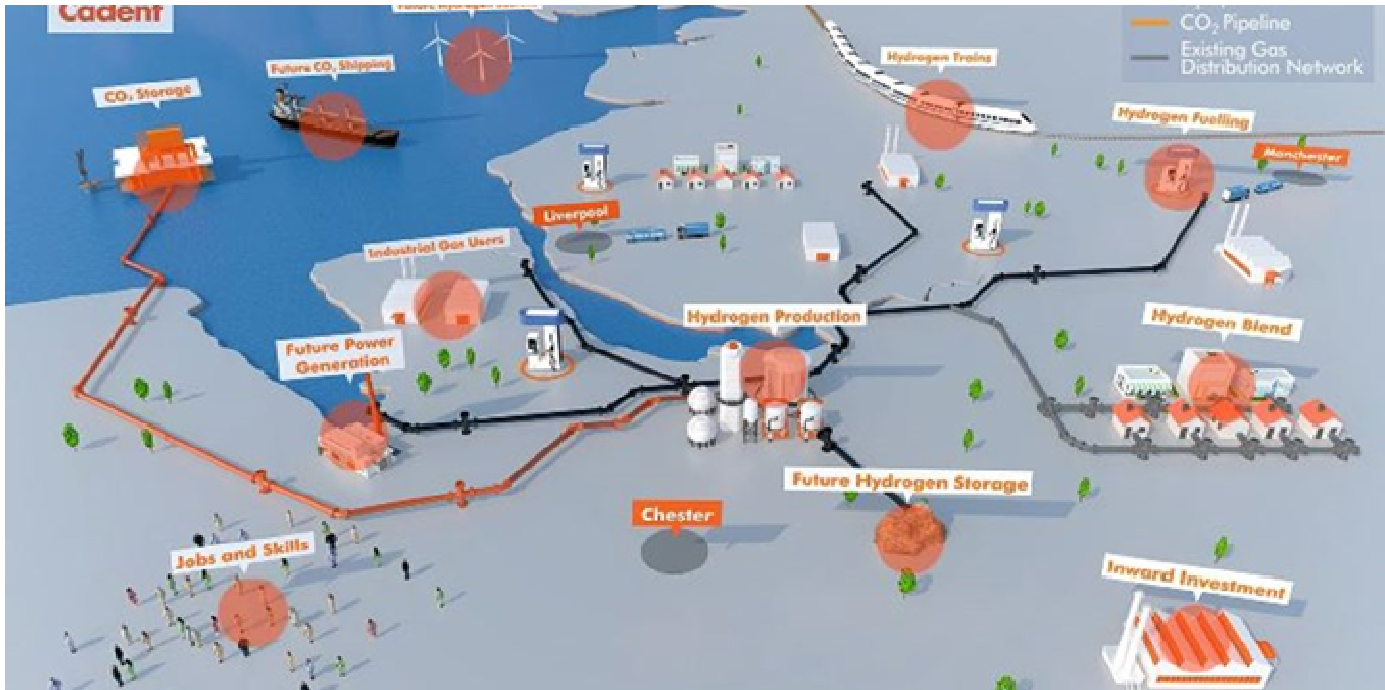 Cadent
CO₂ Pipeline
Existing Gas
Distribution Network
Future CO₂ Shipping
Hydrogen Trains
CO₂ Storage
Hydrogen Fuelling
Manchester
Liverpool
Industrial Gas Users
Hydrogen Production
Hydrogen Blend
Future Power
Generation
Future Hydrogen Storage
Chester
Jobs and Skills
Inward Investment